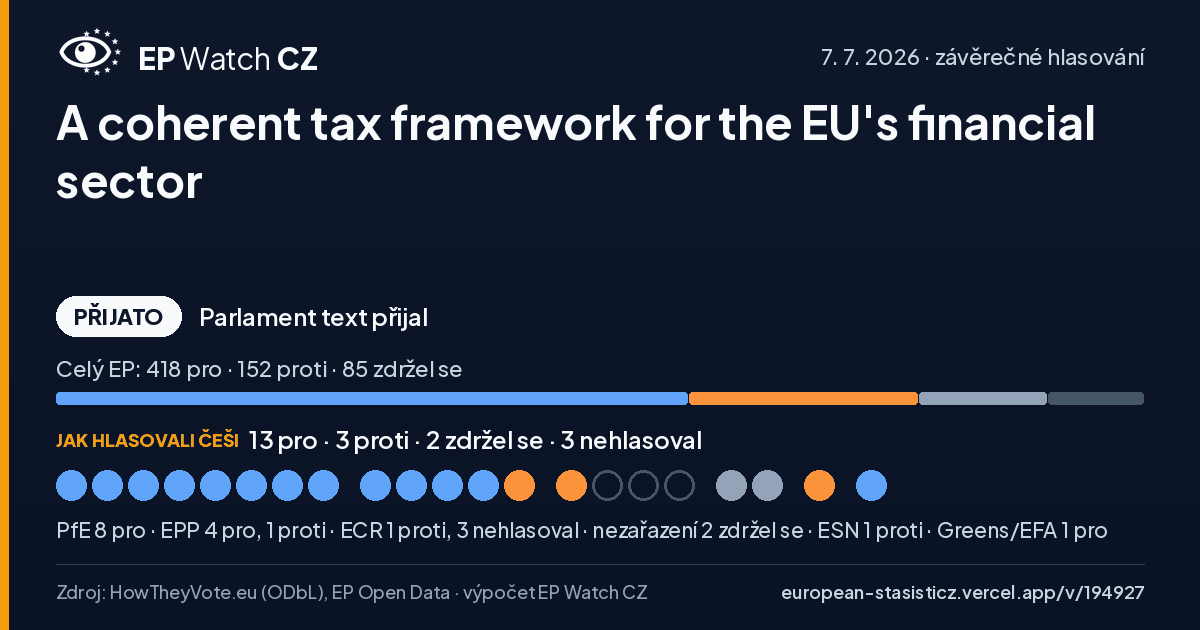 EP Watch CZ
7. 7. 2026 · závěrečné hlasování
A coherent tax framework for the EU's financial
sector
PŘIJATO Parlament text přijal
Celý EP: 418 pro · 152 proti · 85 zdržel se
JAK HLASOVALI ČEŠI 13 pro · 3 proti · 2 zdržel se · 3 nehlasoval
PfE 8 pro · EPP 4 pro, 1 proti · ECR 1 proti, 3 nehlasoval · nezařazení 2 zdržel se · ESN 1 proti · Greens/EFA 1 pro
Zdroj: HowTheyVote.eu (ODbL), EP Open Data · výpočet EP Watch CZ
european-stasisticz.vercel.app/v/194927